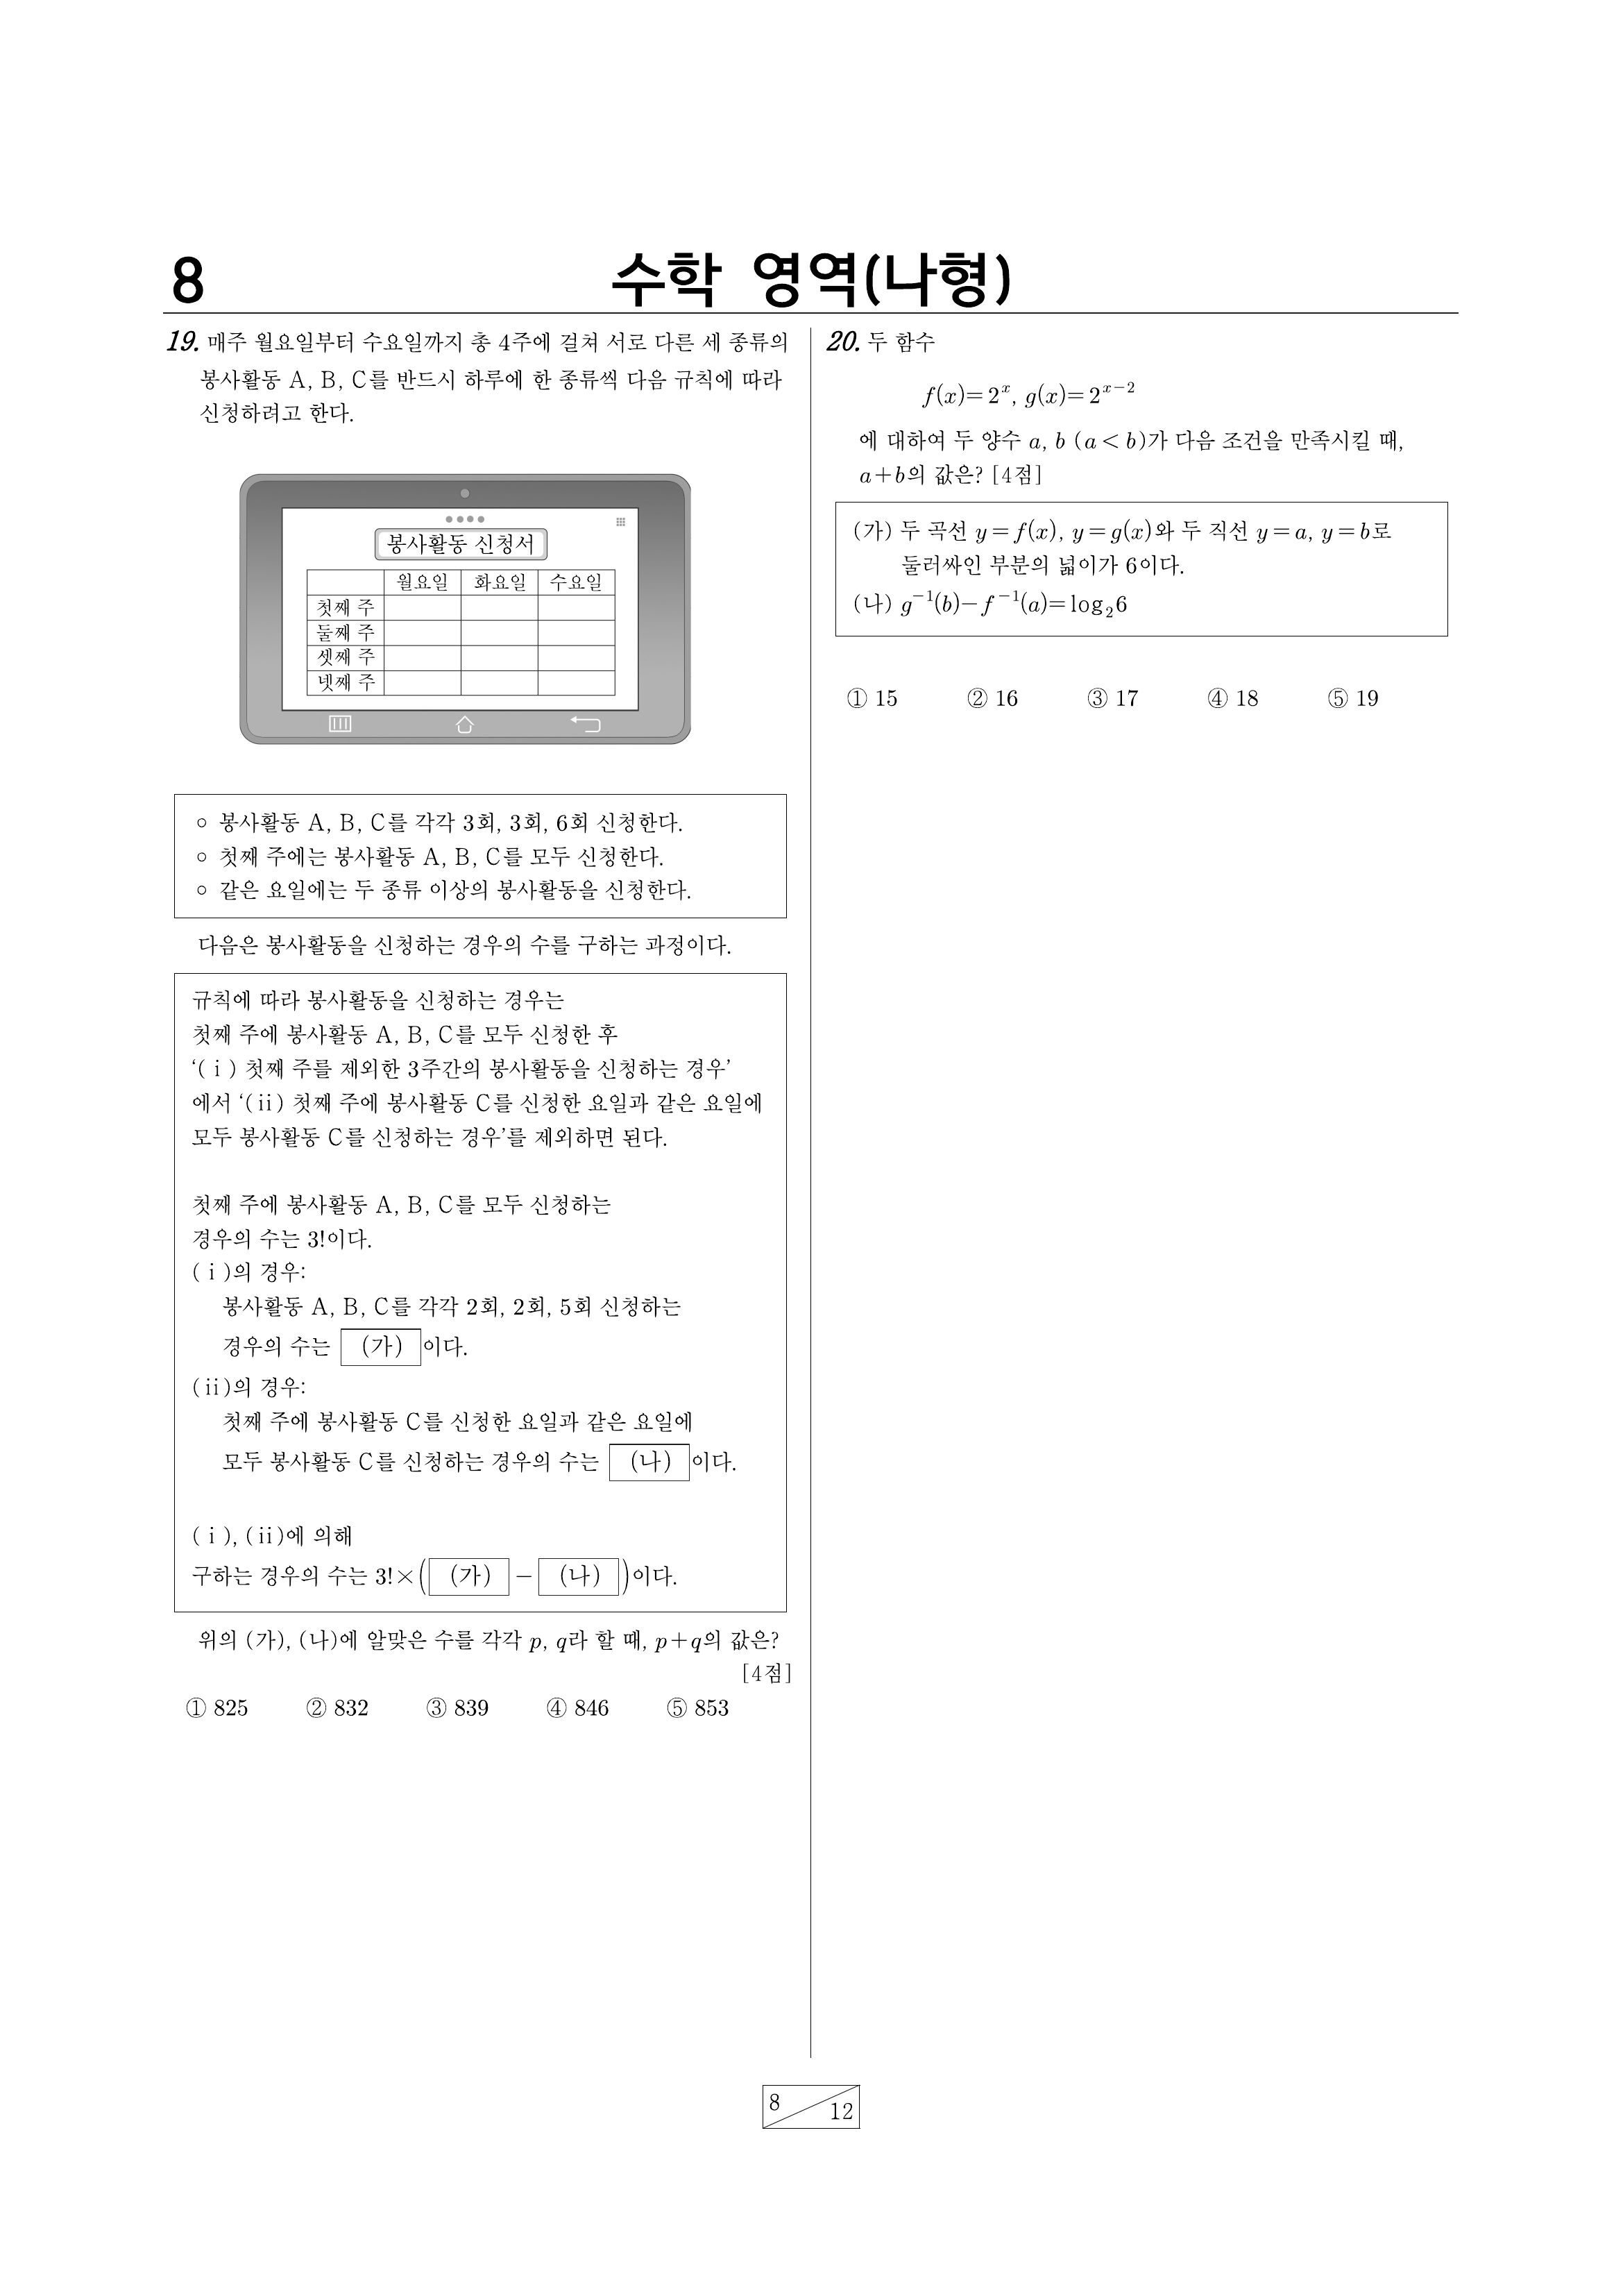 8
수학 영역(나형)
19. 매주 월요일부터 수요일까지 총 4주에 걸쳐 서로 다른 세 종류의
봉사활동 A, B, C를 반드시 하루에 한 종류씩 다음 규칙에 따라
신청하려고 한다.
봉사활동 신청서
월요일 화요일 수요일
첫째 주
둘째 주
셋째 주
넷째 주
○ 봉사활동 A, B, C를 각각 3회, 3회, 6회 신청한다.
○ 첫째 주에는 봉사활동 A, B, C를 모두 신청한다.
○ 같은 요일에는 두 종류 이상의 봉사활동을 신청한다.
다음은 봉사활동을 신청하는 경우의 수를 구하는 과정이다.
규칙에 따라 봉사활동을 신청하는 경우는
첫째 주에 봉사활동 A, B, C를 모두 신청한 후
‘(ⅰ) 첫째 주를 제외한 3주간의 봉사활동을 신청하는 경우’
에서 ‘(ⅱ) 첫째 주에 봉사활동 C를 신청한 요일과 같은 요일에
모두 봉사활동 C를 신청하는 경우’를 제외하면 된다.
첫째 주에 봉사활동 A, B, C를 모두 신청하는
경우의 수는 3!이다.
(ⅰ)의 경우:
봉사활동 A, B, C를 각각 2회, 2회, 5회 신청하는
경우의 수는 (가) 이다.
(ⅱ)의 경우:
첫째 주에 봉사활동 C를 신청한 요일과 같은 요일에
모두 봉사활동 C를 신청하는 경우의 수는 (나) 이다.
(ⅰ), (ⅱ)에 의해
구하는 경우의 수는 3!×( (가) − (나) )이다.
위의 (가), (나)에 알맞은 수를 각각 p, q라 할 때, p+q의 값은?
[4점]
① 825 ② 832 ③ 839 ④ 846 ⑤ 853
20. 두 함수
f(x)=2^x, g(x)=2^{x−2}
에 대하여 두 양수 a, b (a<b)가 다음 조건을 만족시킬 때,
a+b의 값은? [4점]
(가) 두 곡선 y=f(x), y=g(x)와 두 직선 y=a, y=b로
둘러싸인 부분의 넓이가 6이다.
(나) g⁻¹(b)−f⁻¹(a)=log₂6
① 15 ② 16 ③ 17 ④ 18 ⑤ 19
8
12